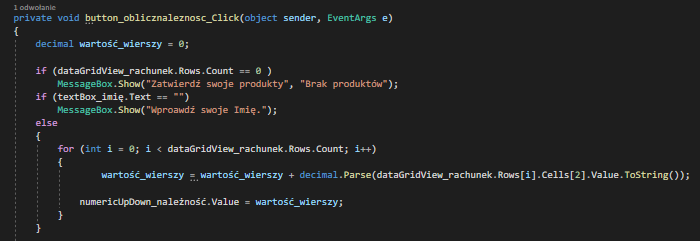 1 odwołanie
private void button_oblicznaleznosc_Click(object sender, EventArgs e)
{
decimal wartość_wierszy = 0;
if (dataGridView_rachunek.Rows.Count == 0 )
MessageBox.Show("Zatwierdź swoje produkty", "Brak produktów");
if (textBox_imię.Text == "")
MessageBox.Show("Wproawdź swoje Imię.");
else
{
for (int i = 0; i < dataGridView_rachunek.Rows.Count; i++)
{
wartość_wierszy = wartość_wierszy + decimal.Parse(dataGridView_rachunek.Rows[i].Cells[2].Value.ToString());
numericUpDown_należność.Value = wartość_wierszy;
}
}